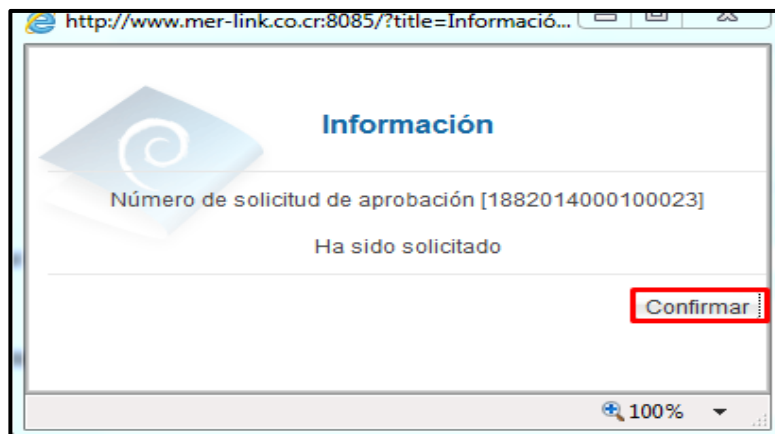 http://www.mer-link.co.cr:8085/?title=Informació...
Información
Número de solicitud de aprobación [1882014000100023]
Ha sido solicitado
Confirmar
100%